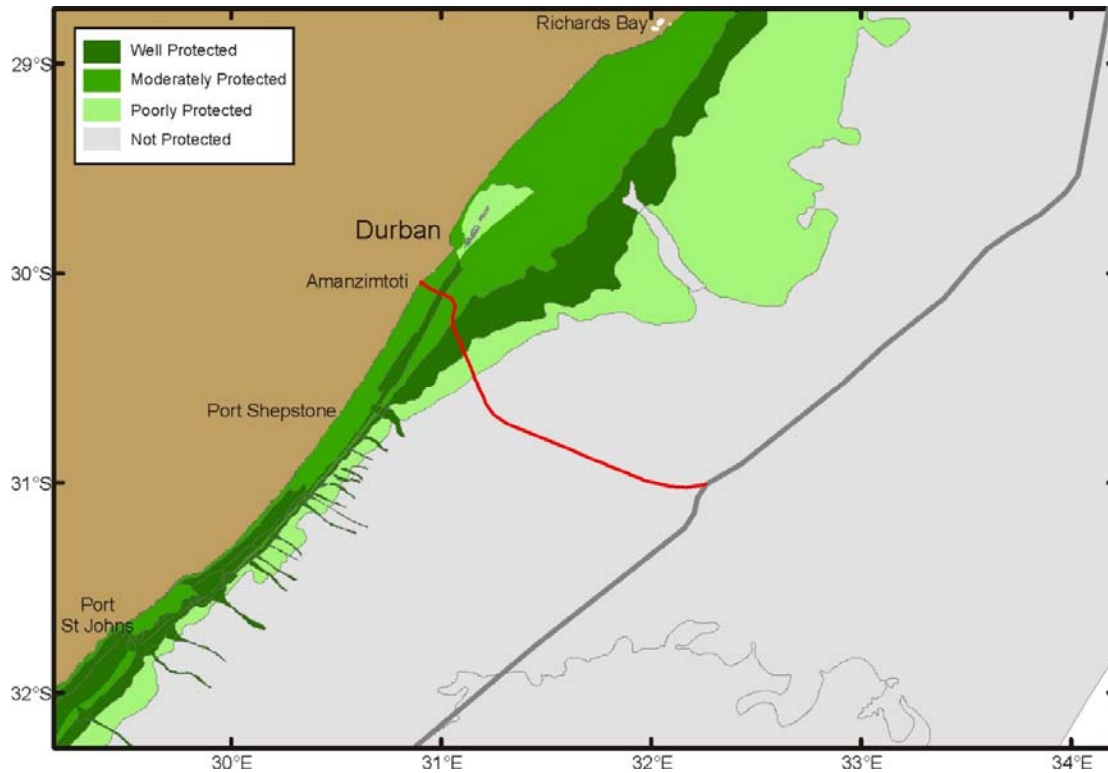 Richards Bay
29°S
Well Protected
Moderately Protected
Poorly Protected
Not Protected
Durban
30°S
Amanzimtoti
Port Shepstone
31°S
Port
St Johns
32°S
30°E
31°E
32°E
33°E
34°E